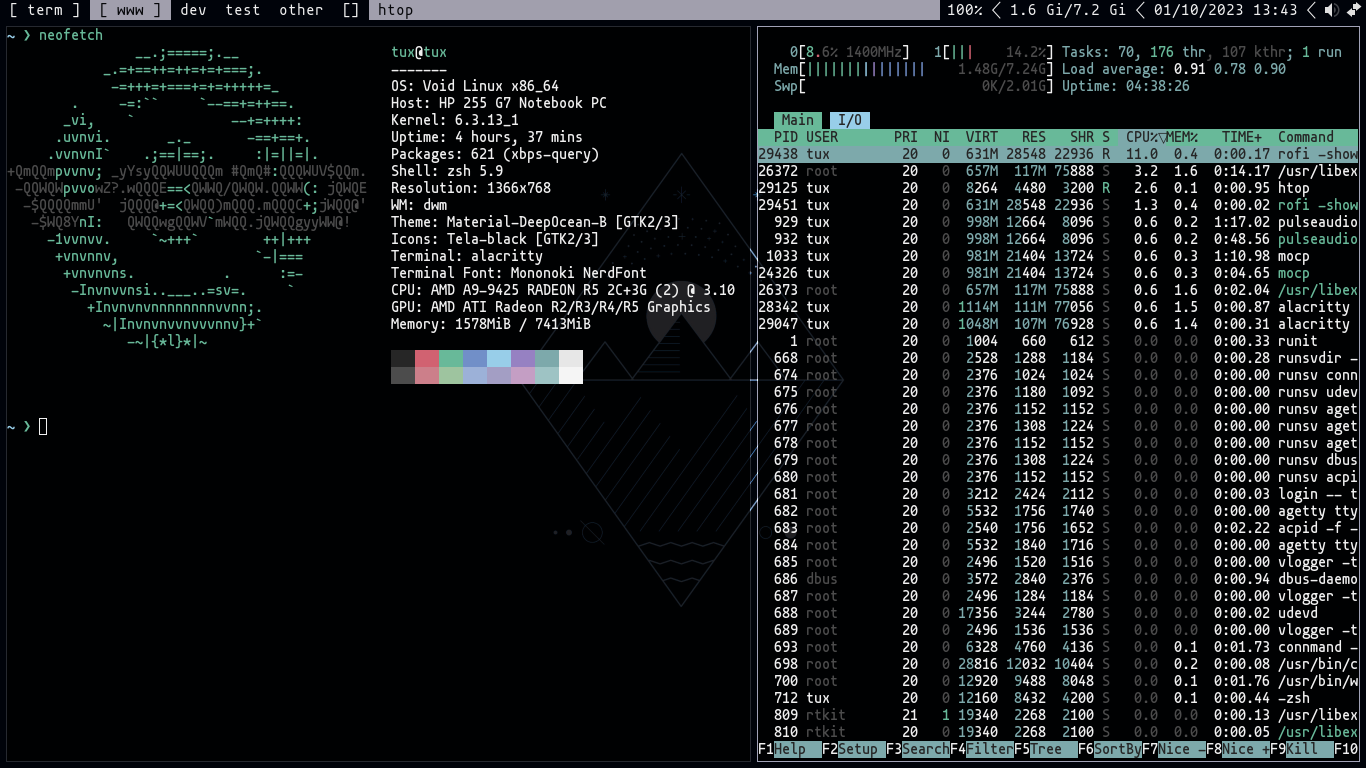 [ term ] [ www ] dev test other [] htop 100% < 1.6 Gi/7.2 Gi < 01/10/2023 13:43 <
~ ❯ neofetch
tux@tux
-------
OS: Void Linux x86_64
Host: HP 255 G7 Notebook PC
Kernel: 6.3.13_1
Uptime: 4 hours, 37 mins
Packages: 621 (xbps-query)
Shell: zsh 5.9
Resolution: 1366x768
WM: dwm
Theme: Material-DeepOcean-B [GTK2/3]
Icons: Tela-black [GTK2/3]
Terminal: alacritty
Terminal Font: Mononoki NerdFont
CPU: AMD A9-9425 RADEON R5 2C+3G (2) @ 3.10
GPU: AMD ATI Radeon R2/R3/R4/R5 Graphics
Memory: 1578MiB / 7413MiB
~ ❯
0[8.6% 1400MHz] 1[||| 14.2%] Tasks: 70, 176 thr, 107 kthr; 1 run
Mem[||||||||||||||| 1.48G/7.24G] Load average: 0.91 0.78 0.90
Swp[ 0K/2.01G] Uptime: 04:38:26
Main I/O
PID USER PRI NI VIRT RES SHR S CPU%▽MEM% TIME+ Command
29438 tux 20 0 631M 28548 22936 R 11.0 0.4 0:00.17 rofi -show
26372 root 20 0 657M 117M 75888 S 3.2 1.6 0:14.17 /usr/libex
29125 tux 20 0 8264 4480 3200 R 2.6 0.1 0:00.95 htop
29451 tux 20 0 631M 28548 22936 S 1.3 0.4 0:00.02 rofi -show
929 tux 20 0 998M 12664 8096 S 0.6 0.2 1:17.02 pulseaudio
932 tux 20 0 998M 12664 8096 S 0.6 0.2 0:48.56 pulseaudio
1033 tux 20 0 981M 21404 13724 S 0.6 0.3 1:10.98 mocp
24326 tux 20 0 981M 21404 13724 S 0.6 0.3 0:04.65 mocp
26373 root 20 0 657M 117M 75888 S 0.6 1.6 0:02.04 /usr/libex
28342 tux 20 0 1114M 111M 77056 S 0.6 1.5 0:00.87 alacritty
29047 tux 20 0 1048M 107M 76928 S 0.6 1.4 0:00.31 alacritty
1 root 20 0 1004 660 612 S 0.0 0.0 0:00.33 runit
668 root 20 0 2528 1288 1184 S 0.0 0.0 0:00.28 runsvdir -
674 root 20 0 2376 1024 1024 S 0.0 0.0 0:00.00 runsv conn
675 root 20 0 2376 1180 1092 S 0.0 0.0 0:00.00 runsv udev
676 root 20 0 2376 1152 1152 S 0.0 0.0 0:00.00 runsv aget
677 root 20 0 2376 1308 1224 S 0.0 0.0 0:00.00 runsv aget
678 root 20 0 2376 1152 1152 S 0.0 0.0 0:00.00 runsv aget
679 root 20 0 2376 1308 1224 S 0.0 0.0 0:00.00 runsv dbus
680 root 20 0 2376 1152 1152 S 0.0 0.0 0:00.00 runsv acpi
681 root 20 0 3212 2424 2112 S 0.0 0.0 0:00.03 login -- t
682 root 20 0 5532 1756 1740 S 0.0 0.0 0:00.00 agetty tty
683 root 20 0 2540 1756 1652 S 0.0 0.0 0:02.22 acpid -f -
684 root 20 0 5532 1840 1716 S 0.0 0.0 0:00.00 agetty tty
685 root 20 0 2496 1520 1516 S 0.0 0.0 0:00.00 vlogger -t
686 dbus 20 0 3572 2840 2376 S 0.0 0.0 0:00.94 dbus-daemo
687 root 20 0 2496 1284 1184 S 0.0 0.0 0:00.00 vlogger -t
688 root 20 0 17356 3244 2780 S 0.0 0.0 0:00.02 udevd
689 root 20 0 2496 1536 1536 S 0.0 0.0 0:00.00 vlogger -t
693 root 20 0 6328 4760 4136 S 0.0 0.1 0:01.73 connmand -
698 root 20 0 28816 12032 10404 S 0.0 0.2 0:00.08 /usr/bin/c
700 root 20 0 12920 9488 8048 S 0.0 0.1 0:01.76 /usr/bin/w
712 tux 20 0 12160 8432 4200 S 0.0 0.1 0:00.44 -zsh
809 rtkit 21 1 19340 2268 2100 S 0.0 0.0 0:00.13 /usr/libex
810 rtkit 20 0 19340 2268 2100 S 0.0 0.0 0:00.05 /usr/libex
F1Help F2Setup F3SearchF4FilterF5Tree F6SortByF7Nice -F8Nice +F9Kill F10